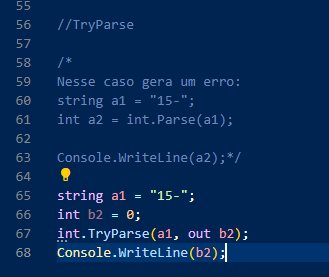 55
56 //TryParse
57
58 /*
59 Nesse caso gera um erro:
60 string a1 = "15-";
61 int a2 = int.Parse(a1);
62
63 Console.WriteLine(a2);*/
64
65 string a1 = "15-";
66 int b2 = 0;
67 int.TryParse(a1, out b2);
68 Console.WriteLine(b2);